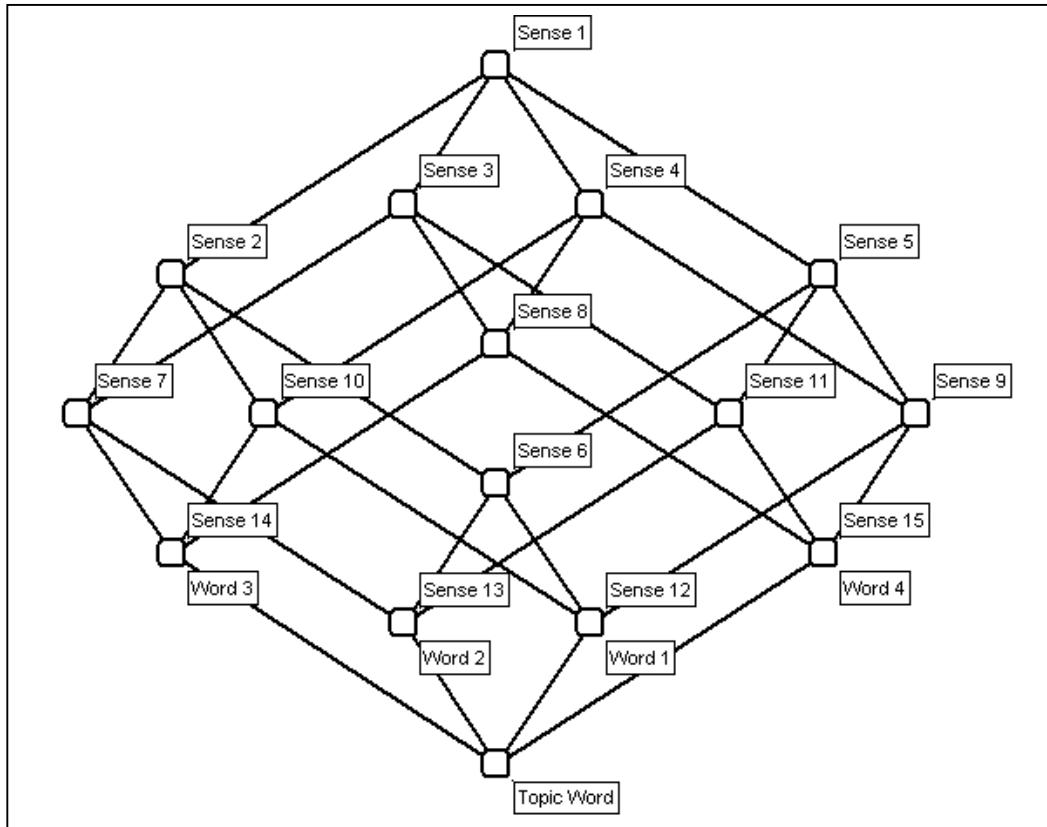 Sense 1
Sense 3
Sense 4
Sense 2
Sense 5
Sense 8
Sense 7
Sense 10
Sense 11
Sense 9
Sense 6
Sense 14
Sense 15
Word 3
Sense 13
Sense 12
Word 4
Word 2
Word 1
Topic Word